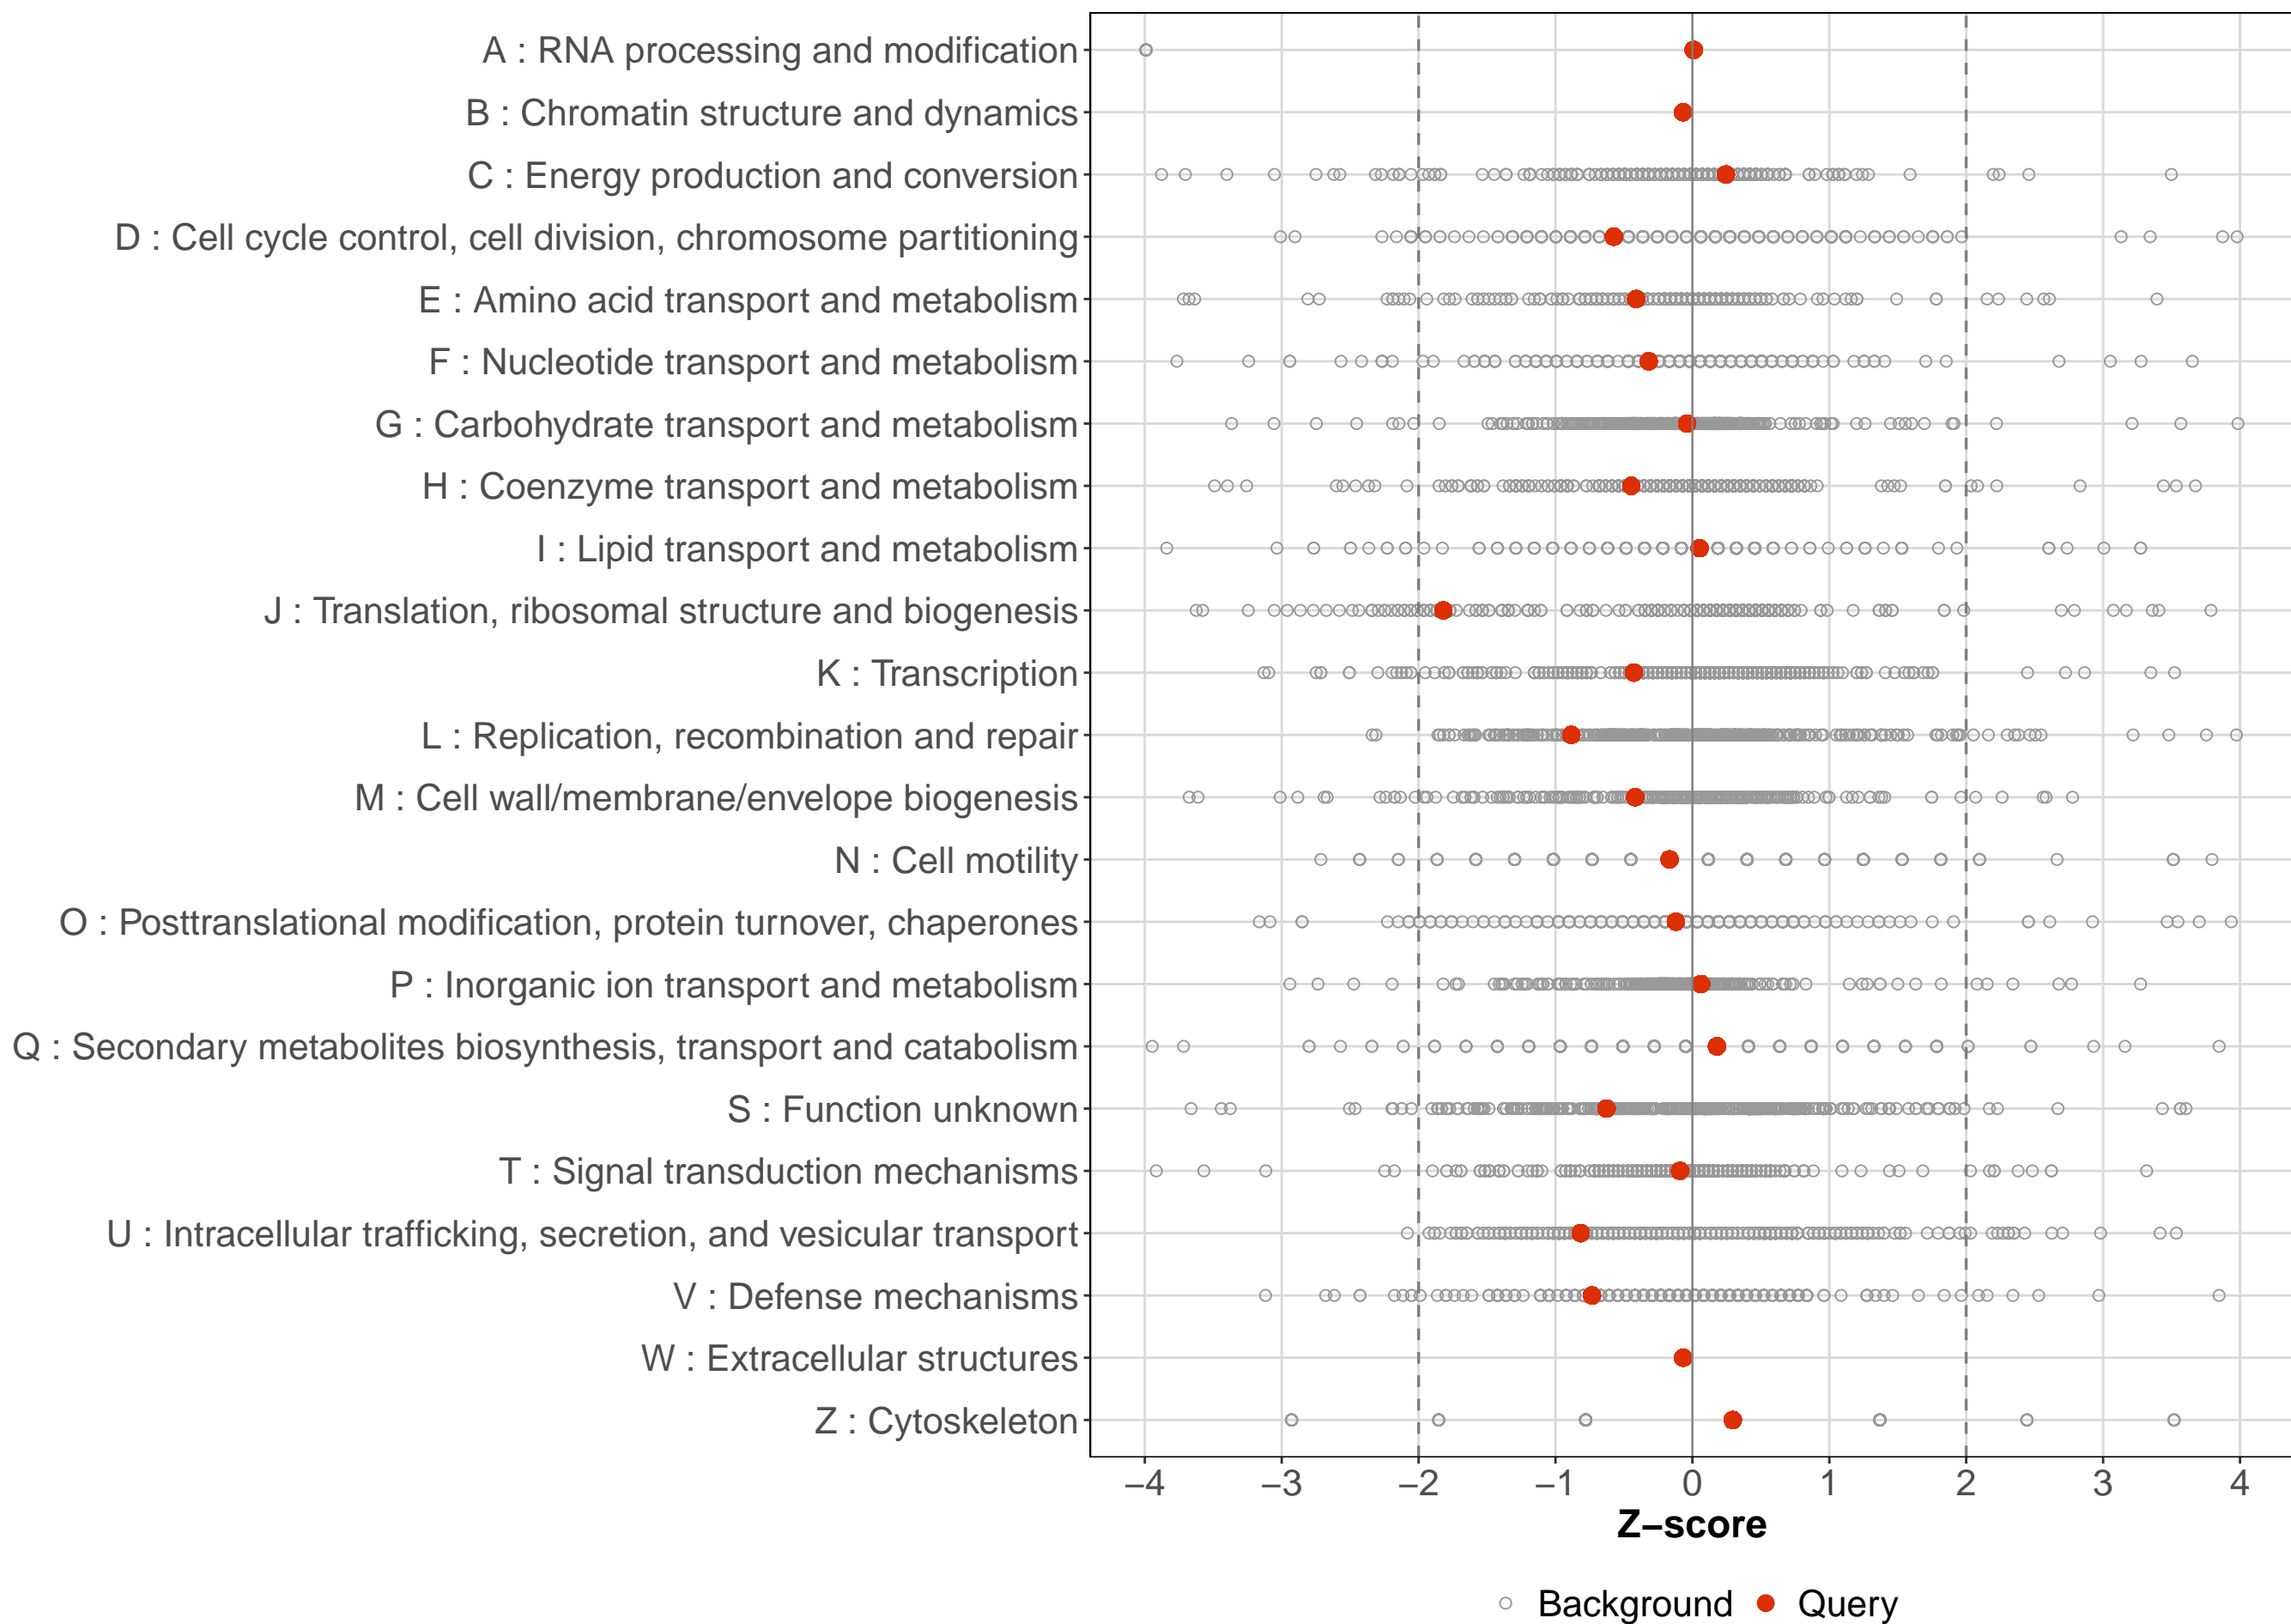 A : RNA processing and modification
B : Chromatin structure and dynamics
C : Energy production and conversion
D : Cell cycle control, cell division, chromosome partitioning
E : Amino acid transport and metabolism
F : Nucleotide transport and metabolism
G : Carbohydrate transport and metabolism
H : Coenzyme transport and metabolism
I : Lipid transport and metabolism
J : Translation, ribosomal structure and biogenesis
K : Transcription
L : Replication, recombination and repair
M : Cell wall/membrane/envelope biogenesis
N : Cell motility
O : Posttranslational modification, protein turnover, chaperones
P : Inorganic ion transport and metabolism
Q : Secondary metabolites biosynthesis, transport and catabolism
S : Function unknown
T : Signal transduction mechanisms
U : Intracellular trafficking, secretion, and vesicular transport
V : Defense mechanisms
W : Extracellular structures
Z : Cytoskeleton
−4 −3 −2 −1 0 1 2 3 4
Z−score
Background Query